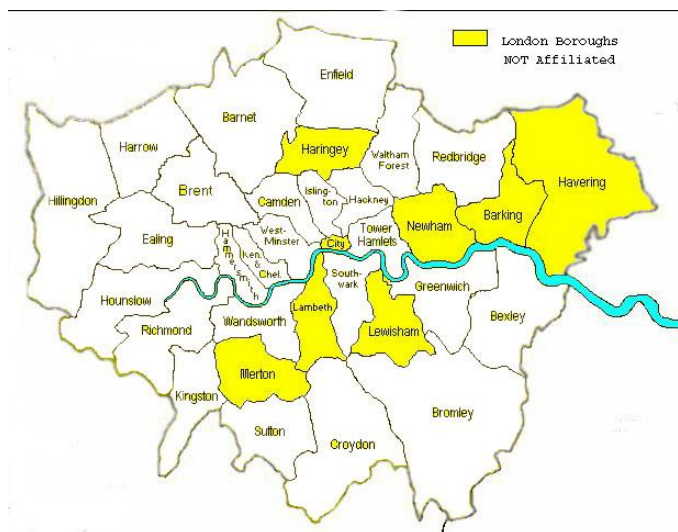 London Boroughs
NOT Affiliated
Enfield
Barnet
Harrow
Haringey
Waltham
Forest
Redbridge
Havering
Hillingdon
Brent
Camden
Isling-
ton
Hackney
Newham
Barking
Ealing
Hammersmith
Ken.
&
Chel.
West-
Minster
City
Tower
Hamlets
Hounslow
Richmond
Wandsworth
Lambeth
South-
wark
Lewisham
Greenwich
Bexley
Merton
Kingston
Sutton
Croydon
Bromley